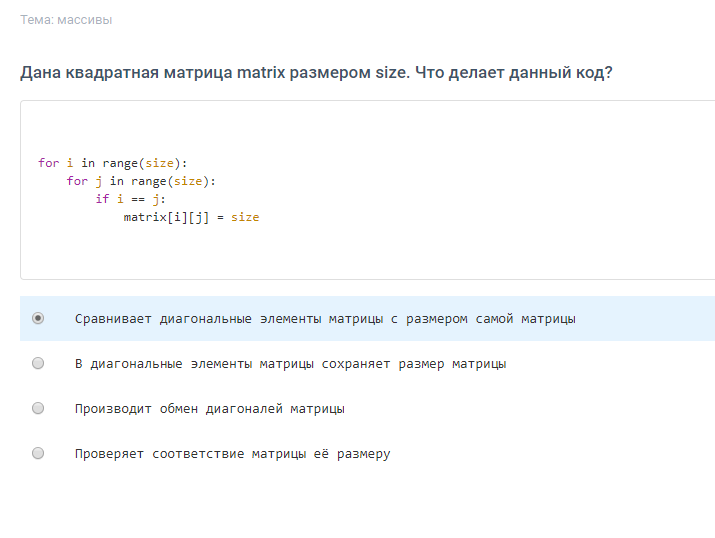 Тема: массивы
Дана квадратная матрица matrix размером size. Что делает данный код?
for i in range(size):
    for j in range(size):
        if i == j:
            matrix[i][j] = size
Сравнивает диагональные элементы матрицы с размером самой матрицы
В диагональные элементы матрицы сохраняет размер матрицы
Производит обмен диагоналей матрицы
Проверяет соответствие матрицы её размеру